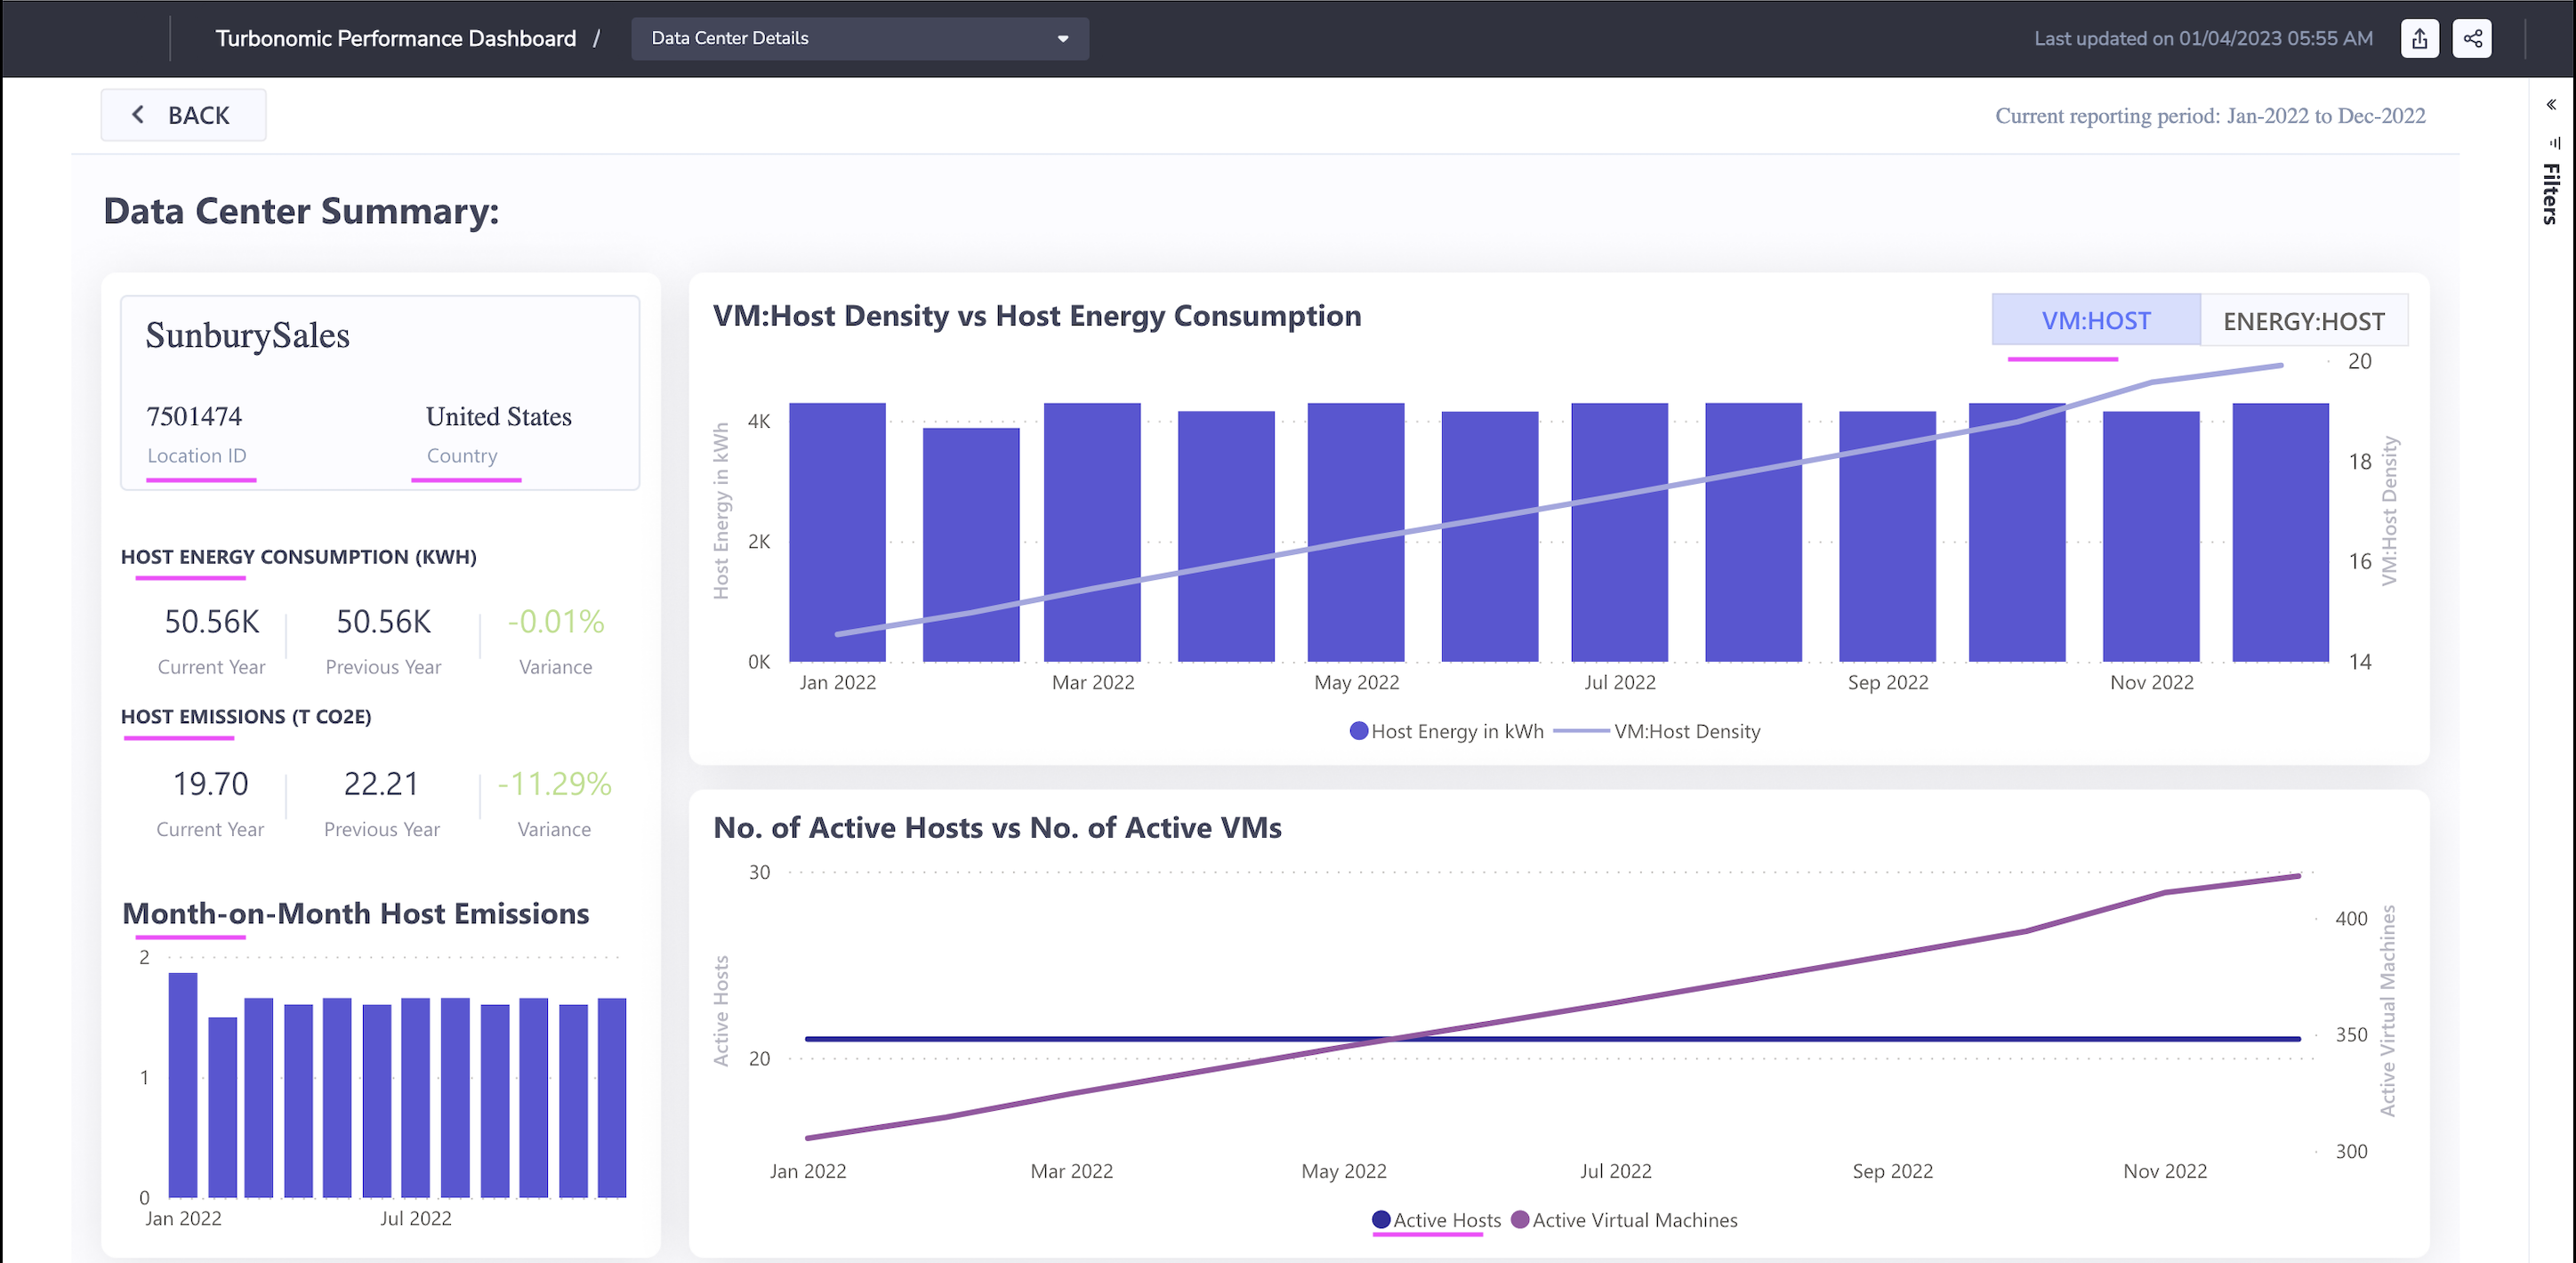 Turbonomic Performance Dashboard / Data Center Details Last updated on 01/04/2023 05:55 AM
BACK Current reporting period: Jan-2022 to Dec-2022
Filters
Data Center Summary:
SunburySales
7501474 United States
Location ID Country
HOST ENERGY CONSUMPTION (KWH)
50.56K 50.56K -0.01%
Current Year Previous Year Variance
HOST EMISSIONS (T CO2E)
19.70 22.21 -11.29%
Current Year Previous Year Variance
Month-on-Month Host Emissions
2
1
0
Jan 2022 Jul 2022
VM:Host Density vs Host Energy Consumption
VM:HOST ENERGY:HOST
Host Energy in kWh
4K
2K
0K
20
18
16
14
VM:Host Density
Jan 2022 Mar 2022 May 2022 Jul 2022 Sep 2022 Nov 2022
Host Energy in kWh VM:Host Density
No. of Active Hosts vs No. of Active VMs
Active Hosts
30
20
400
350
300
Active Virtual Machines
Jan 2022 Mar 2022 May 2022 Jul 2022 Sep 2022 Nov 2022
Active Hosts Active Virtual Machines